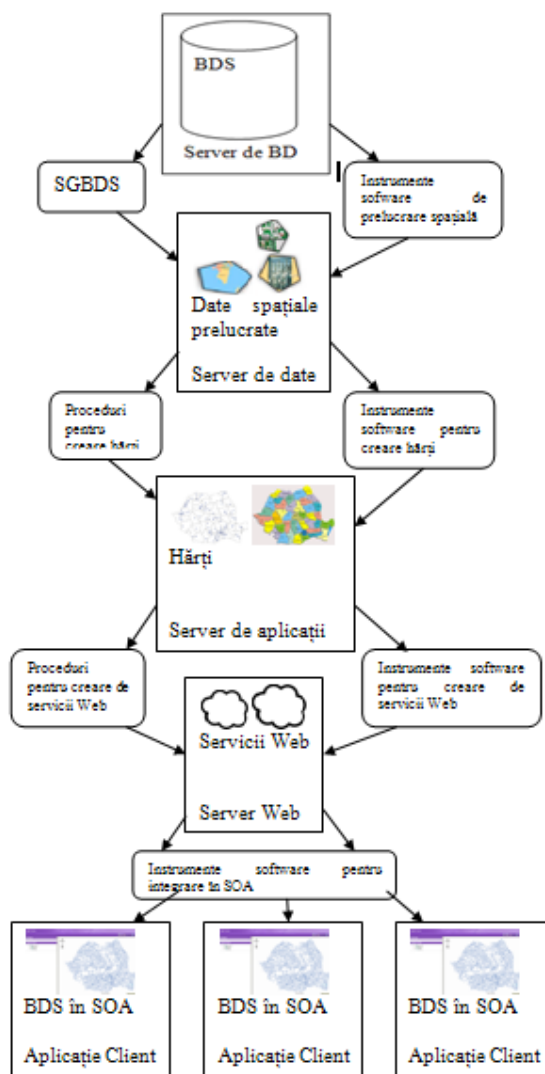 BDS
Server de BD
SGBDS
Instrumente
sofware de
prelucrare spațială
Date spațiale
prelucrate
Server de date
Proceduri
pentru
creare hărți
Instrumente
software pentru
creare hărți
Hărți
Server de aplicații
Proceduri
pentru creare de
servicii Web
Instrumente software
pentru creare de
servicii Web
Servicii Web
Server Web
Instrumente software pentru
integrare în SOA
BDS în SOA
Aplicație Client
BDS în SOA
Aplicație Client
BDS în SOA
Aplicație Client